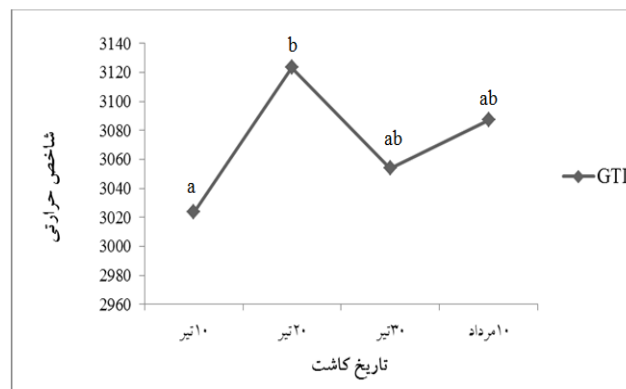 3140
3120
3100
3080
3060
3040
3020
3000
2980
2960
شاخص حرارتی
a
b
ab
ab
GTI
۱۰تیر
۲۰تیر
۳۰تیر
۱۰مرداد
تاریخ کاشت